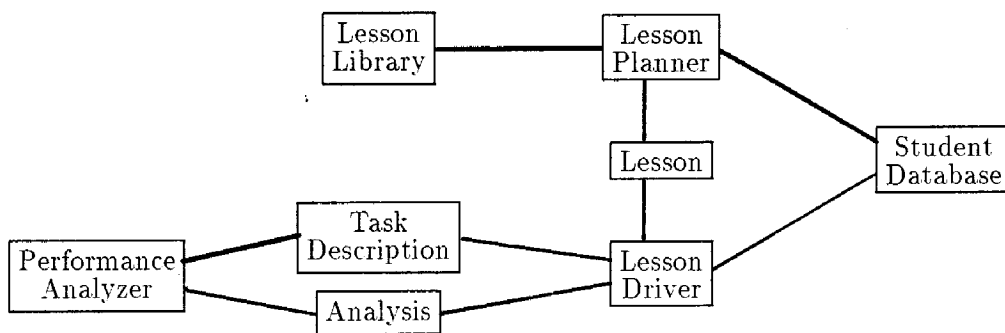 Lesson
Library
Lesson
Planner
Lesson
Student
Database
Task
Description
Performance
Analyzer
Analysis
Lesson
Driver